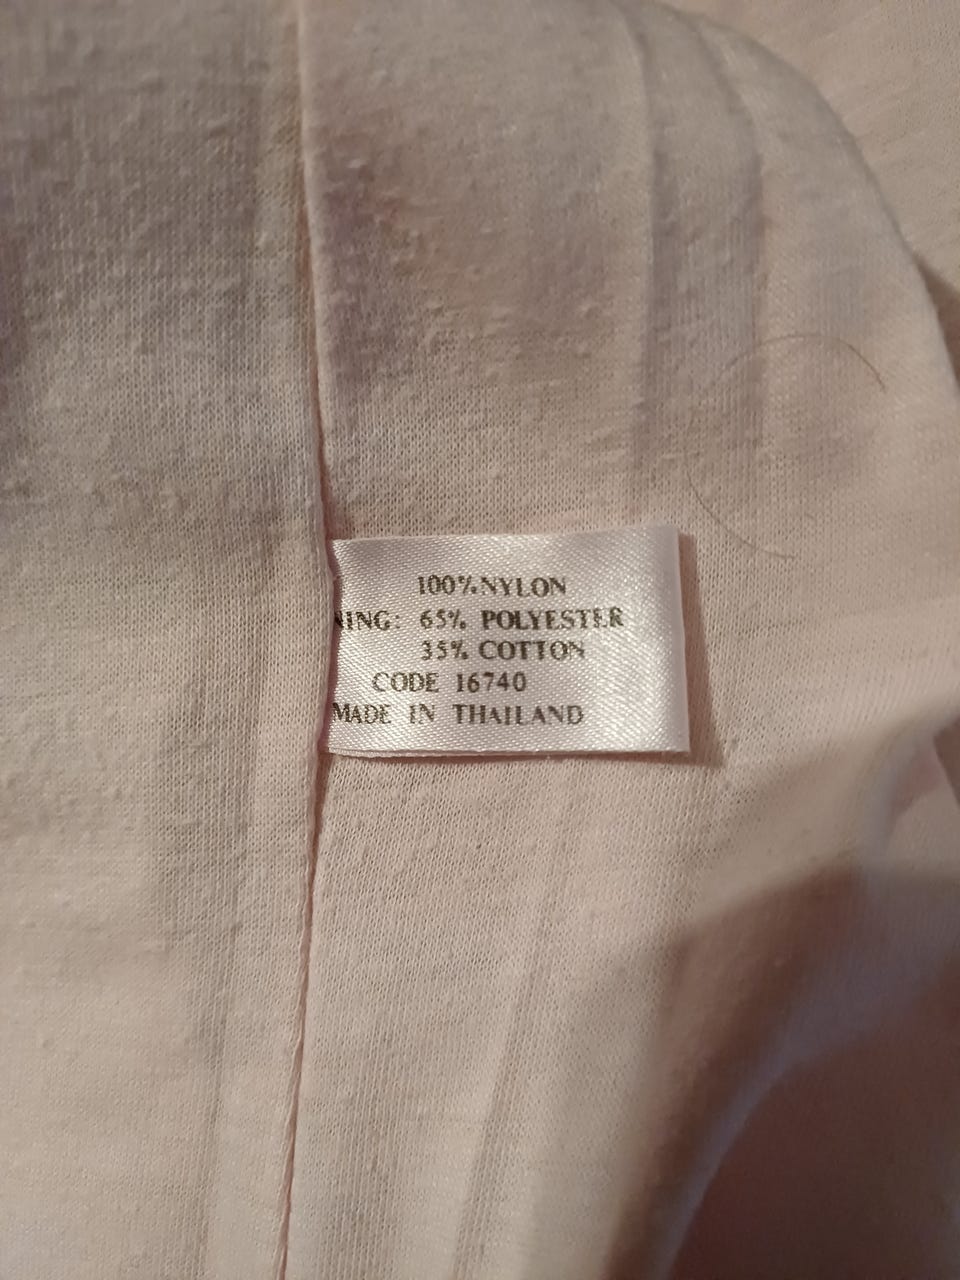 100%NYLON
NING: 65% POLYESTER
35% COTTON
CODE 16740
MADE IN THAILAND